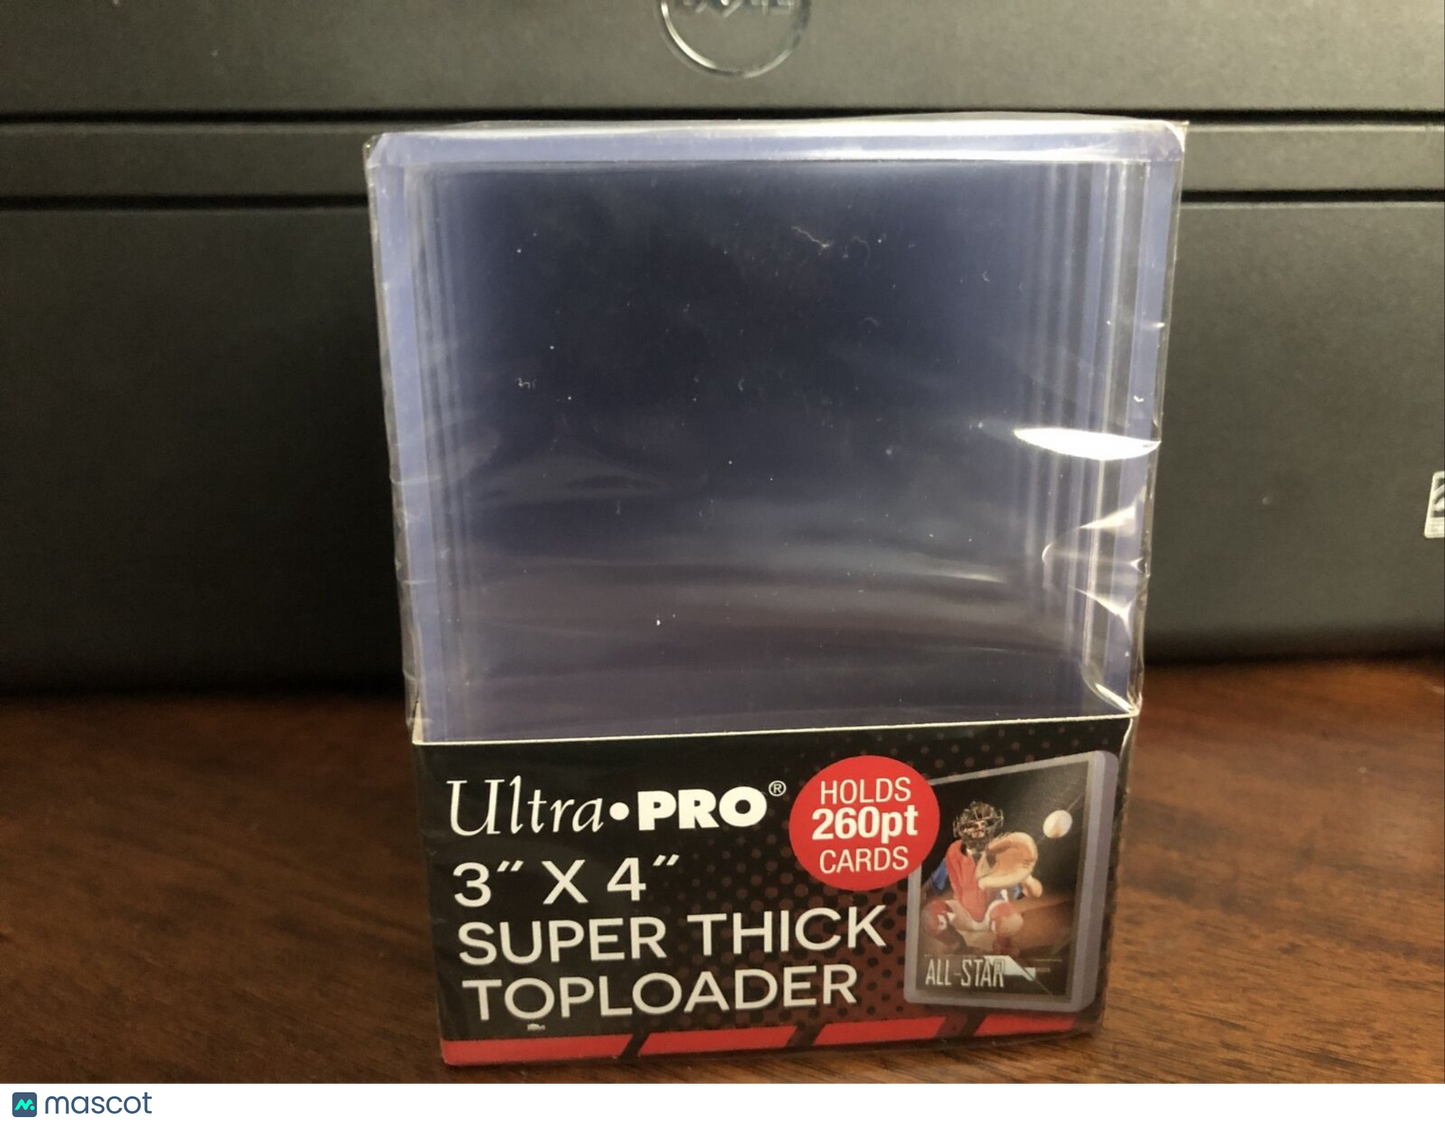 Ultra•PRO®
HOLDS
260pt
CARDS
3″ X 4″
SUPER THICK
TOPLOADER
ALL-STAR
mascot